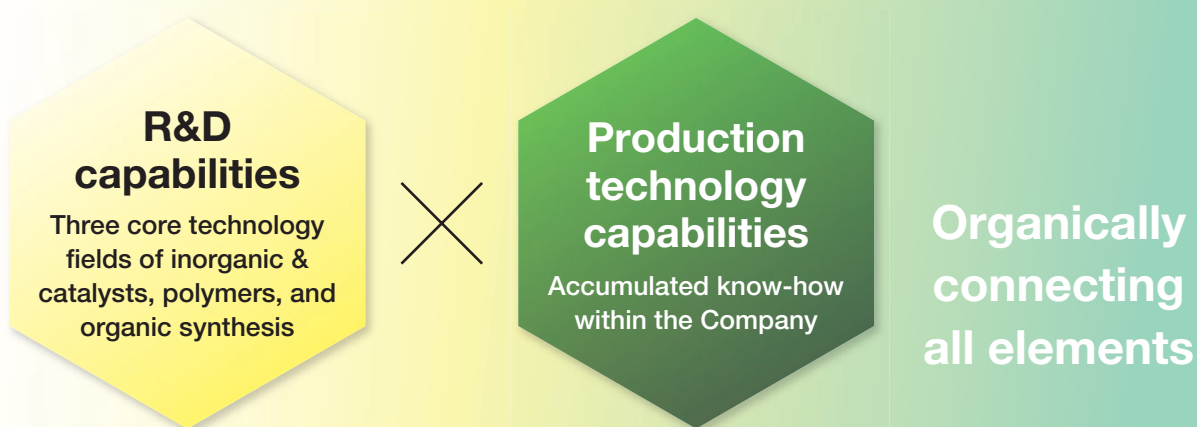 R&D
capabilities
Three core technology
fields of inorganic &
catalysts, polymers, and
organic synthesis
Production
technology
capabilities
Accumulated know-how
within the Company
Organically
connecting
all elements